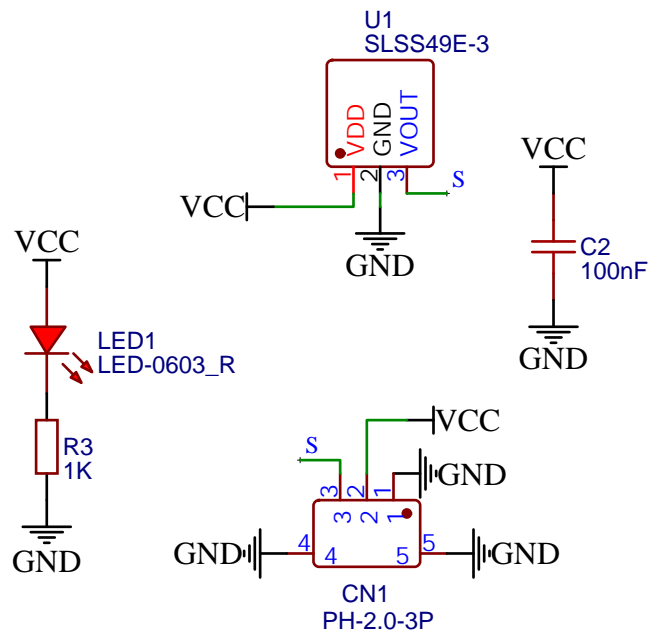 U1
SLSS49E-3
VDD
GND
VOUT
1
2
3
S
VCC
GND
VCC
C2
100nF
GND
VCC
LED1
LED-0603_R
R3
1K
GND
S
VCC
GND
3
2
1
3
2
1
GND
4
4
5
5
GND
CN1
PH-2.0-3P